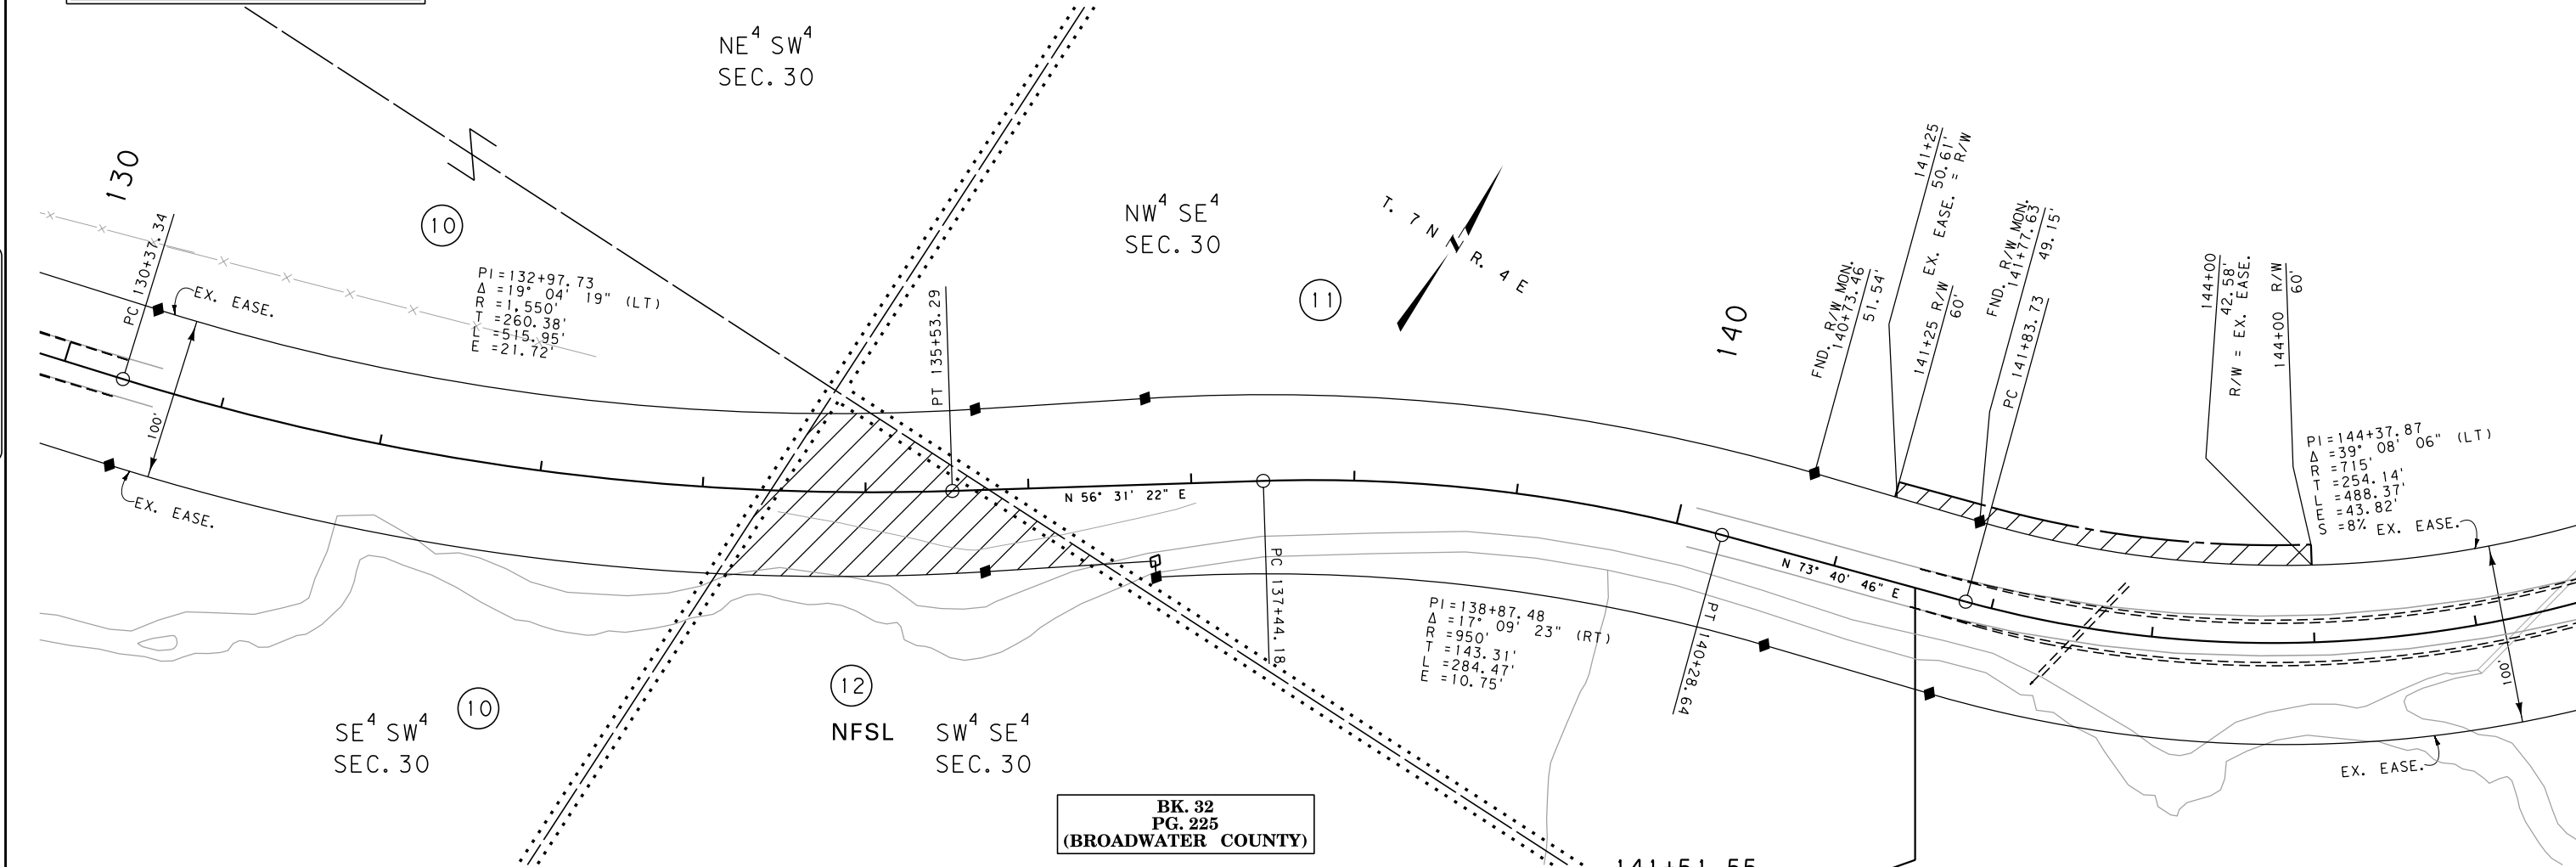 NE4 SW4
SEC. 30
130
PC 130+37.34
EX. EASE.
100'
EX. EASE.
10
PI=132+97.73
Δ =19° 04' 19" (LT)
R =1,550'
T =260.38'
L =515.95'
E =21.72'
PT 135+53.29
NW4 SE4
SEC. 30
11
T. 7 N
R. 4 E
N 56° 31' 22" E
PC 137+44.18
PI=138+87.48
Δ =17° 09' 23" (RT)
R =950'
T =143.31'
L =284.47'
E =10.75'
140
PT 140+28.64
N 73° 40' 46" E
FND. R/W MON.
140+73.46
51.54'
141+25
50.61'
EX. EASE. = R/W
141+25 R/W
60'
FND. R/W MON.
141+77.63
49.15'
PC 141+83.73
144+00
42.58'
R/W = EX. EASE.
144+00 R/W
60'
PI=144+37.87
Δ =39° 08' 06" (LT)
R =715'
T =254.14'
L =488.37'
E =43.82'
S =8%
EX. EASE.
100'
EX. EASE.
SE4 SW4
SEC. 30
10
12
NFSL
SW4 SE4
SEC. 30
BK. 32
PG. 225
(BROADWATER COUNTY)
141+51.55